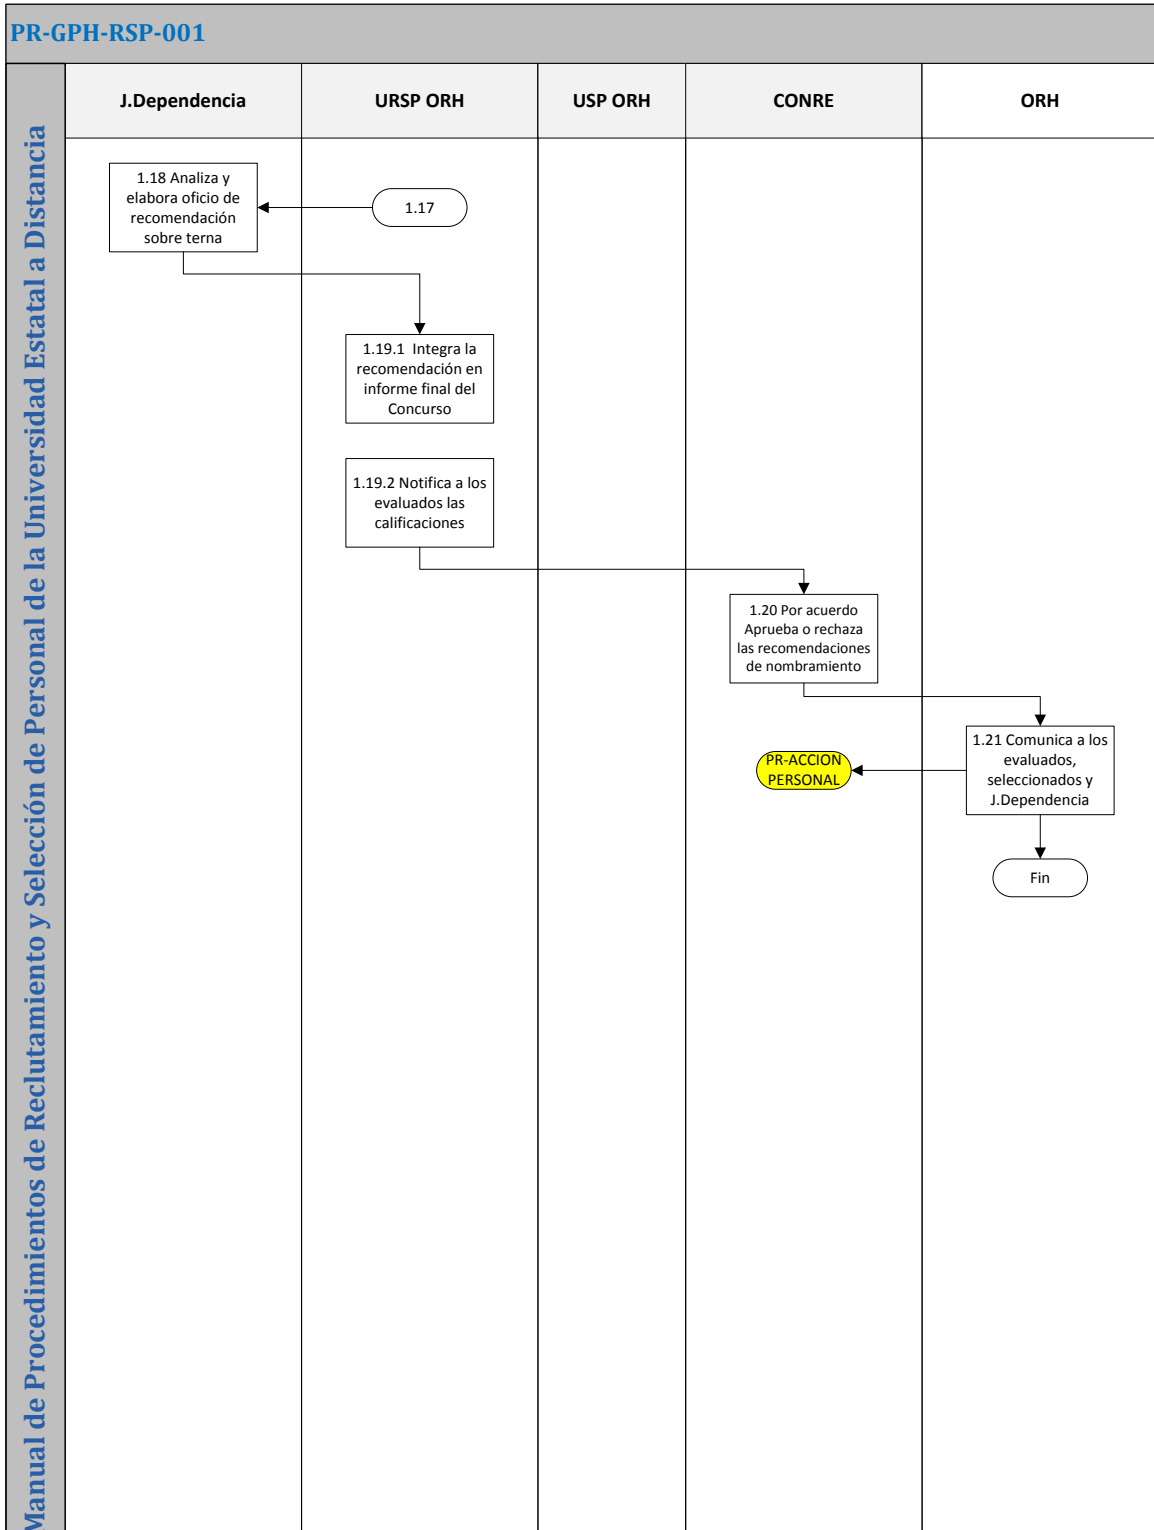 PR-GPH-RSP-001
Manual de Procedimientos de Reclutamiento y Selección de Personal de la Universidad Estatal a Distancia
J.Dependencia
URSP ORH
USP ORH
CONRE
ORH
1.18 Analiza y
elabora oficio de
recomendación
sobre terna
1.17
1.19.1 Integra la
recomendación en
informe final del
Concurso
1.19.2 Notifica a los
evaluados las
calificaciones
1.20 Por acuerdo
Aprueba o rechaza
las recomendaciones
de nombramiento
1.21 Comunica a los
evaluados,
seleccionados y
J.Dependencia
PR-ACCION
PERSONAL
Fin